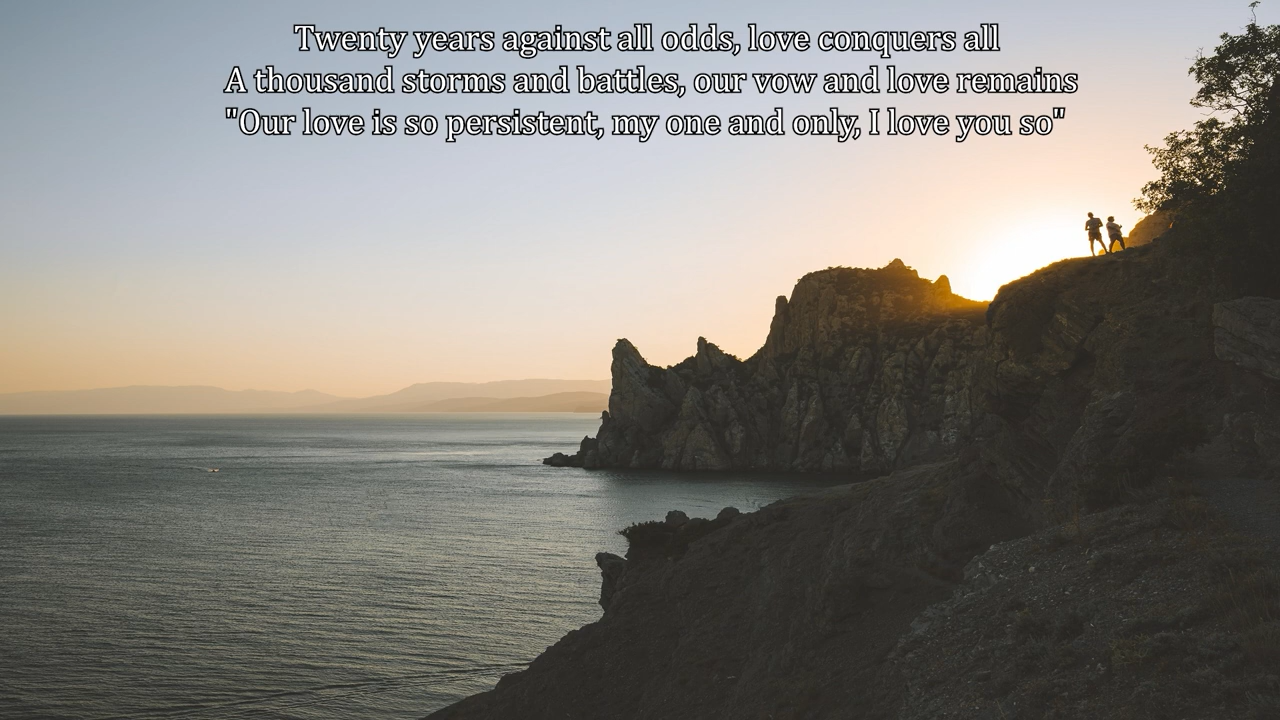 Twenty years against all odds, love conquers all
A thousand storms and battles, our vow and love remains
"Our love is so persistent, my one and only, I love you so"